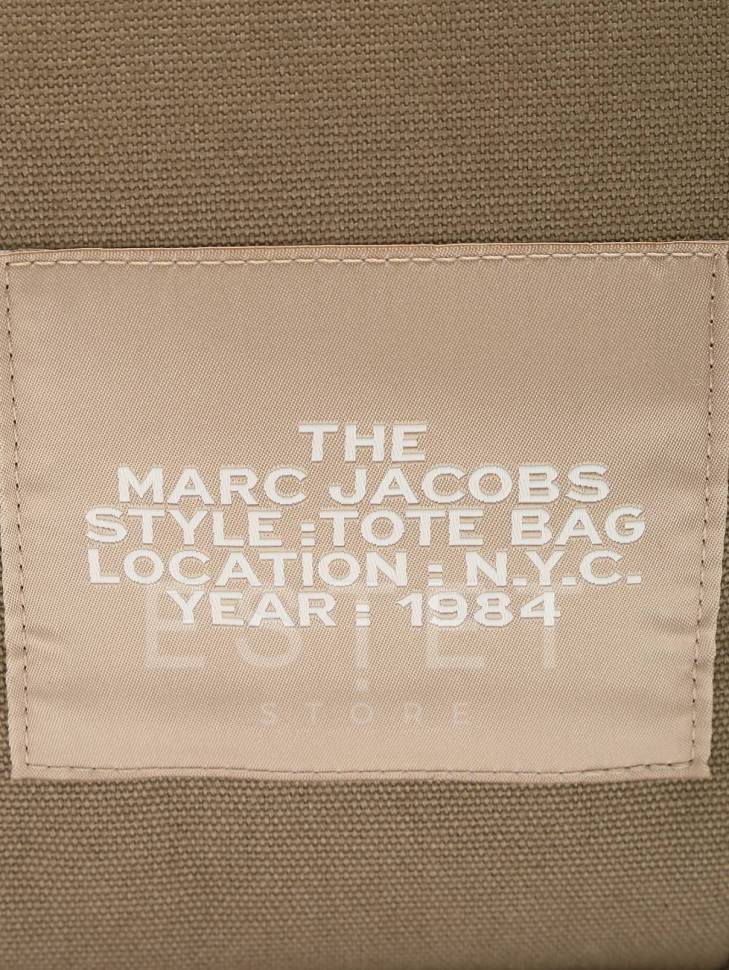 THE
MARC JACOBS
STYLE :TOTE BAG
LOCATION : N.Y.C.
YEAR : 1984
ESTET
STORE